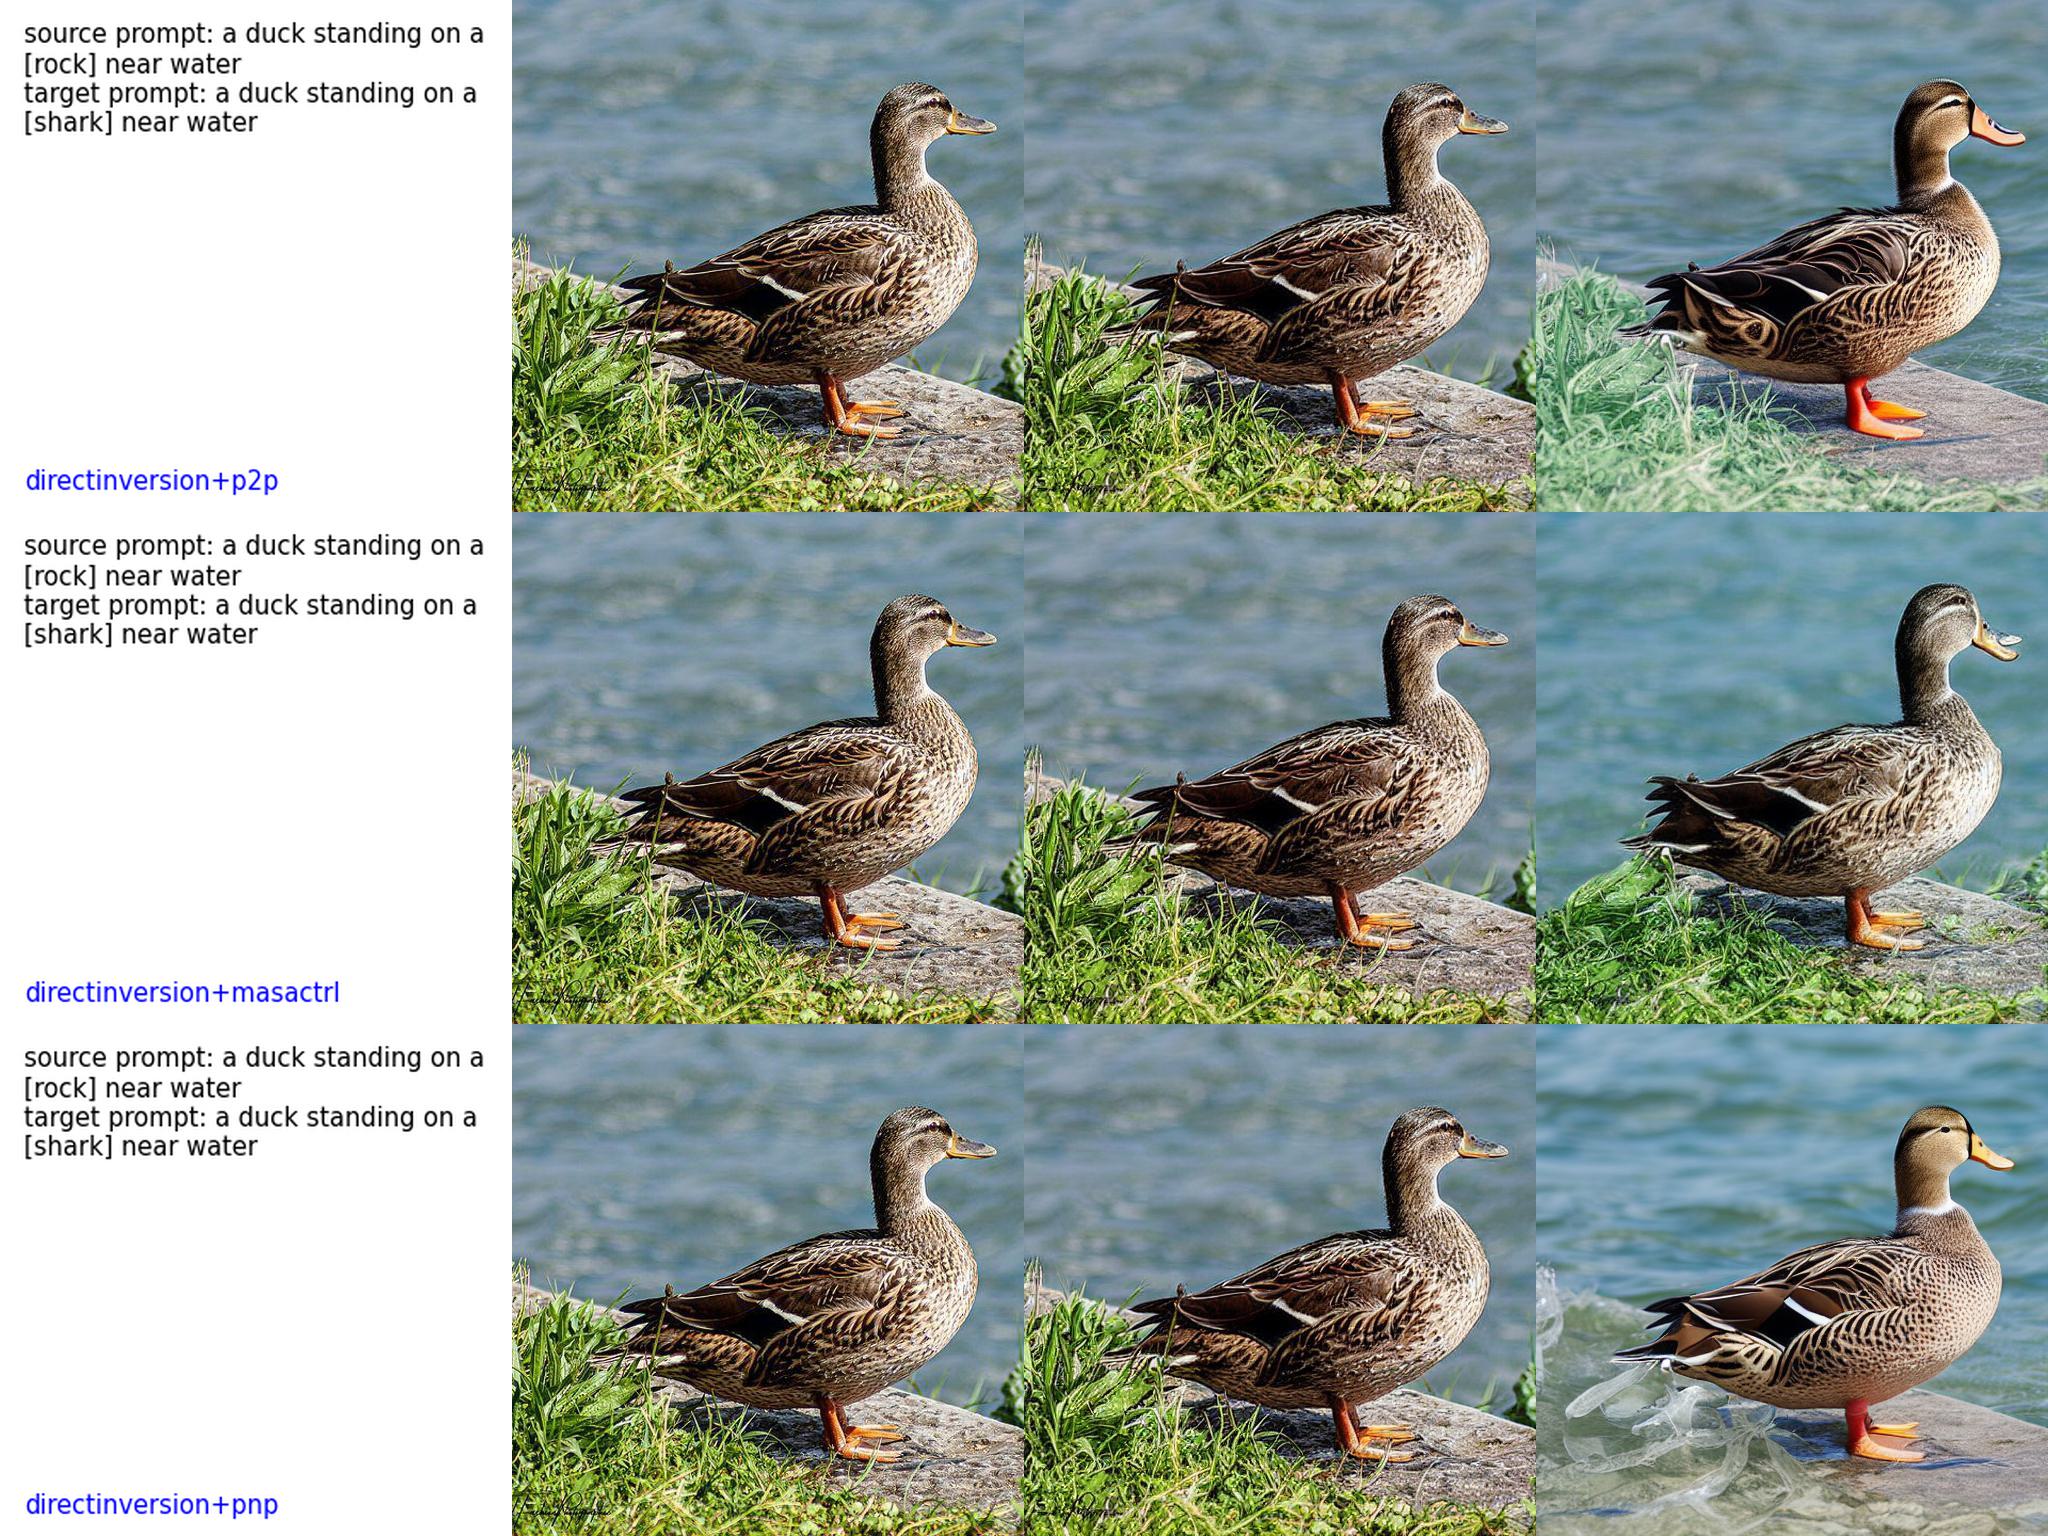 source prompt: a duck standing on a
[rock] near water
target prompt: a duck standing on a
[shark] near water
directinversion+p2p
source prompt: a duck standing on a
[rock] near water
target prompt: a duck standing on a
[shark] near water
directinversion+masactrl
source prompt: a duck standing on a
[rock] near water
target prompt: a duck standing on a
[shark] near water
directinversion+pnp